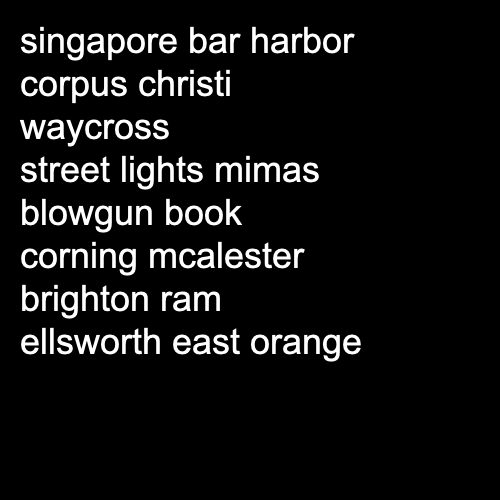 singapore bar harbor
corpus christi
waycross
street lights mimas
blowgun book
corning mcalester
brighton ram
ellsworth east orange